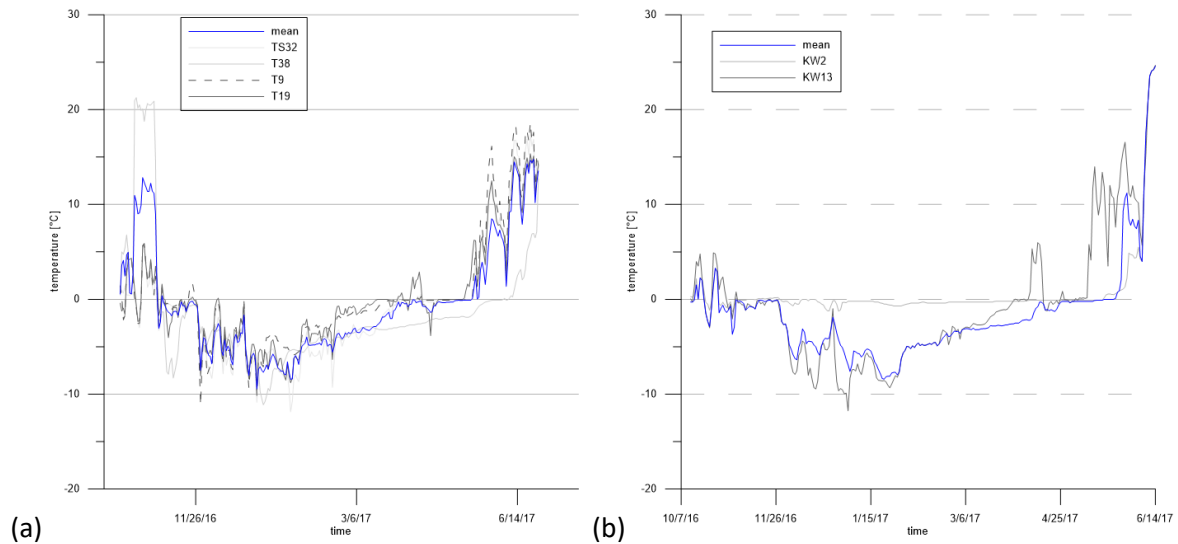 30
mean
TS32
T38
T9
T19
20
10
0
-10
-20
temperature [°C]
11/26/16
3/6/17
6/14/17
time
(a)
30
mean
KW2
KW13
20
10
0
-10
-20
temperature [°C]
10/7/16
11/26/16
1/15/17
3/6/17
4/25/17
6/14/17
time
(b)